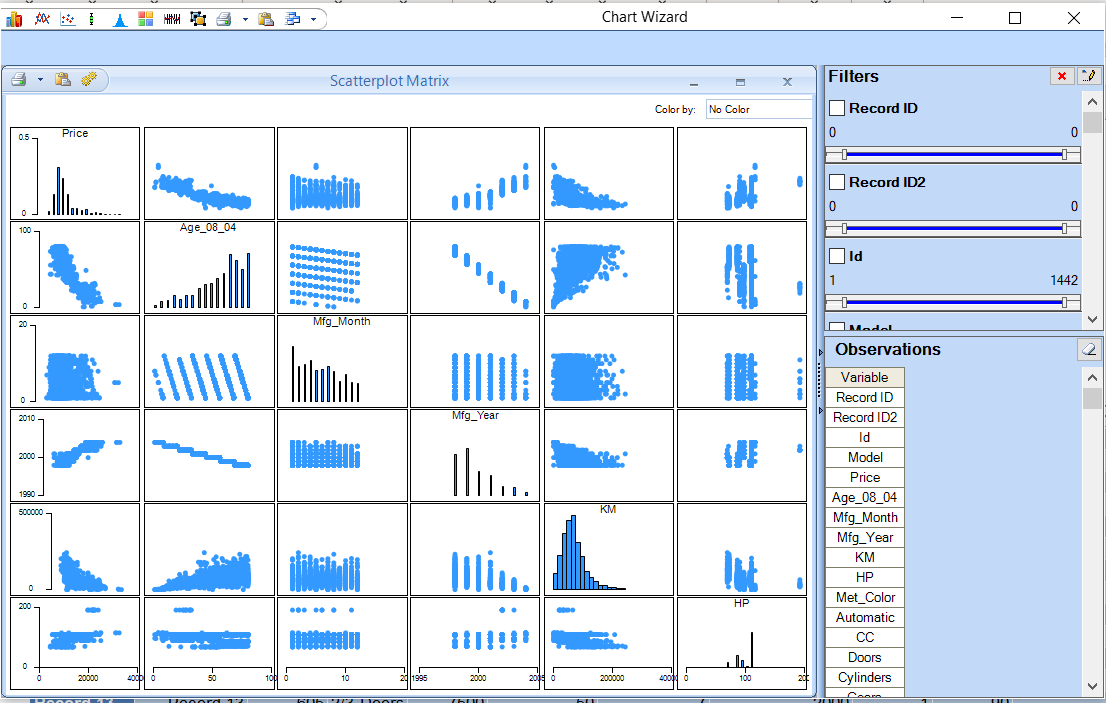 Chart Wizard
Scatterplot Matrix
Color by: No Color
Price
0.5
0
Age_08_04
100
0
Mfg_Month
20
0
Mfg_Year
2010
2000
1990
KM
500000
0
HP
200
100
0
0 20000 4000 0 50 100 0 10 20 1995 2000 2005 0 200000 40000 0 100 200
Filters
Record ID
0 0
Record ID2
0 0
Id
1 1442
Model
Observations
Variable
Record ID
Record ID2
Id
Model
Price
Age_08_04
Mfg_Month
Mfg_Year
KM
HP
Met_Color
Automatic
CC
Doors
Cylinders
Gears